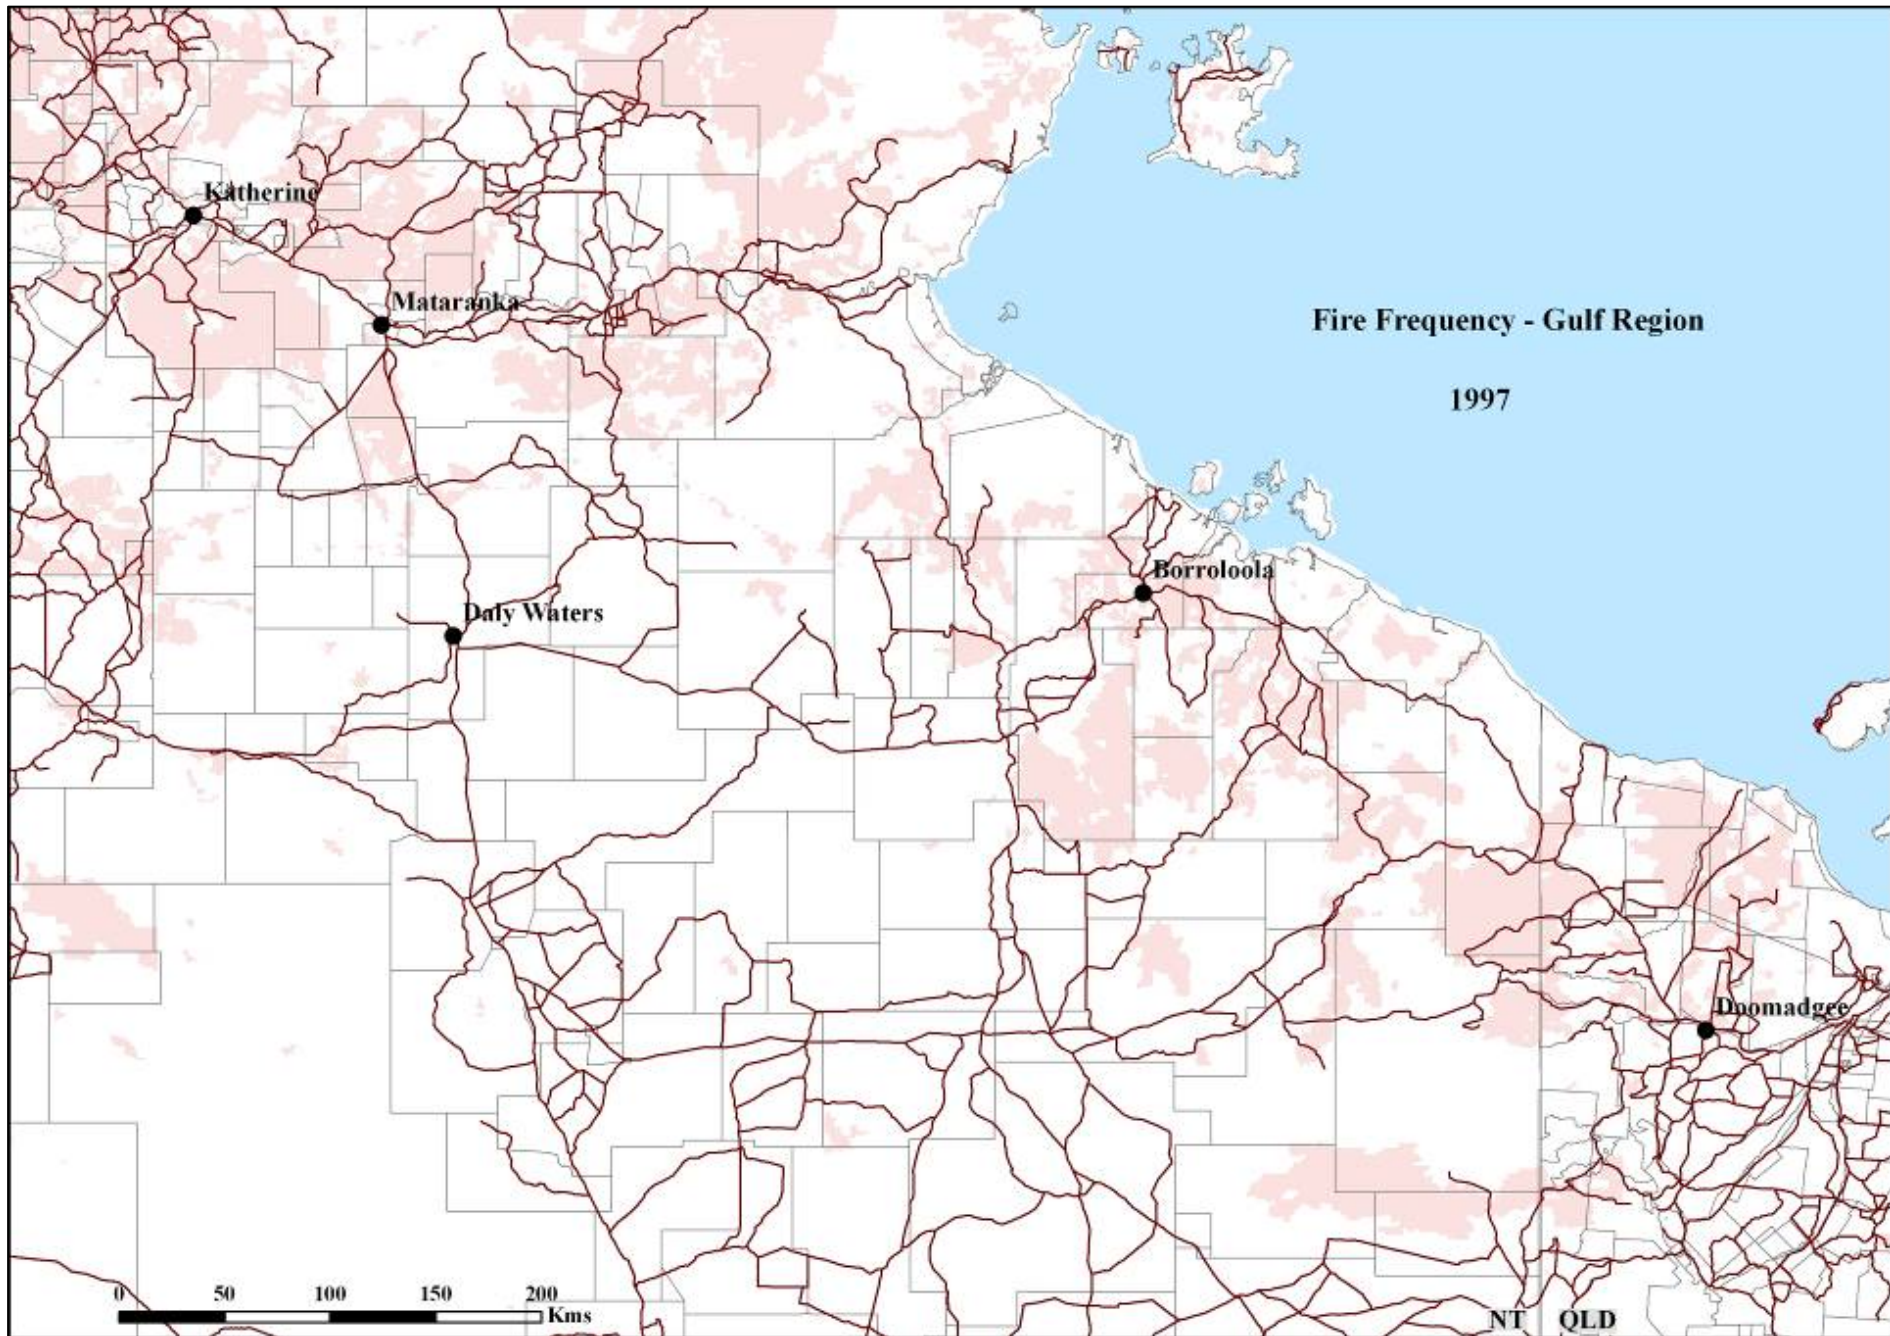 Katherine
Mataranka
Fire Frequency - Gulf Region
1997
Borroloola
Daly Waters
Doomadgee
0 50 100 150 200
Kms
NT QLD